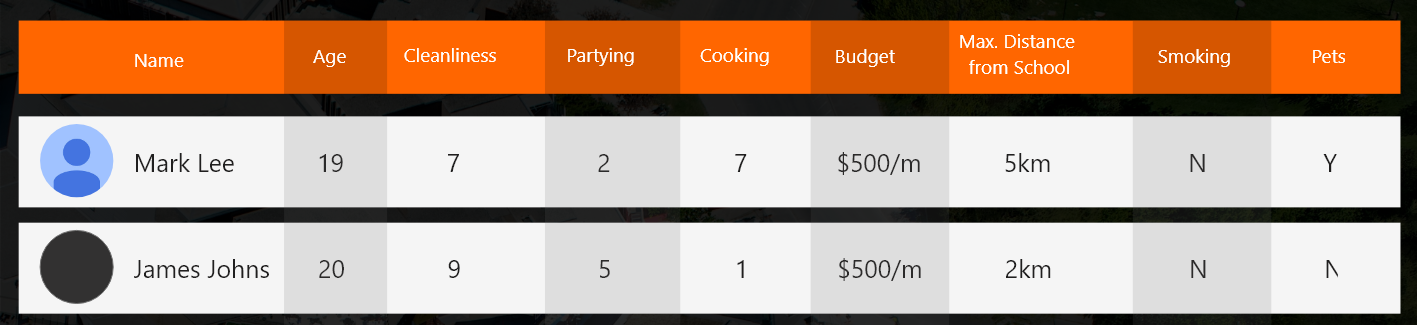 Name Age Cleanliness Partying Cooking Budget Max. Distance from School Smoking Pets
Mark Lee 19 7 2 7 $500/m 5km N Y
James Johns 20 9 5 1 $500/m 2km N N